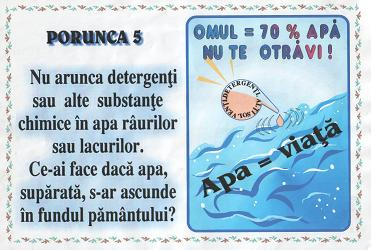 PORUNCA 5
Nu arunca detergenţi
sau alte substanţe
chimice în apa râurilor
sau lacurilor.
Ce-ai face dacă apa,
supărată, s-ar ascunde
în fundul pământului?
OMUL = 70 % APĂ
NU TE OTRĂVI !
DETERGENŢI,
Apa = viaţă